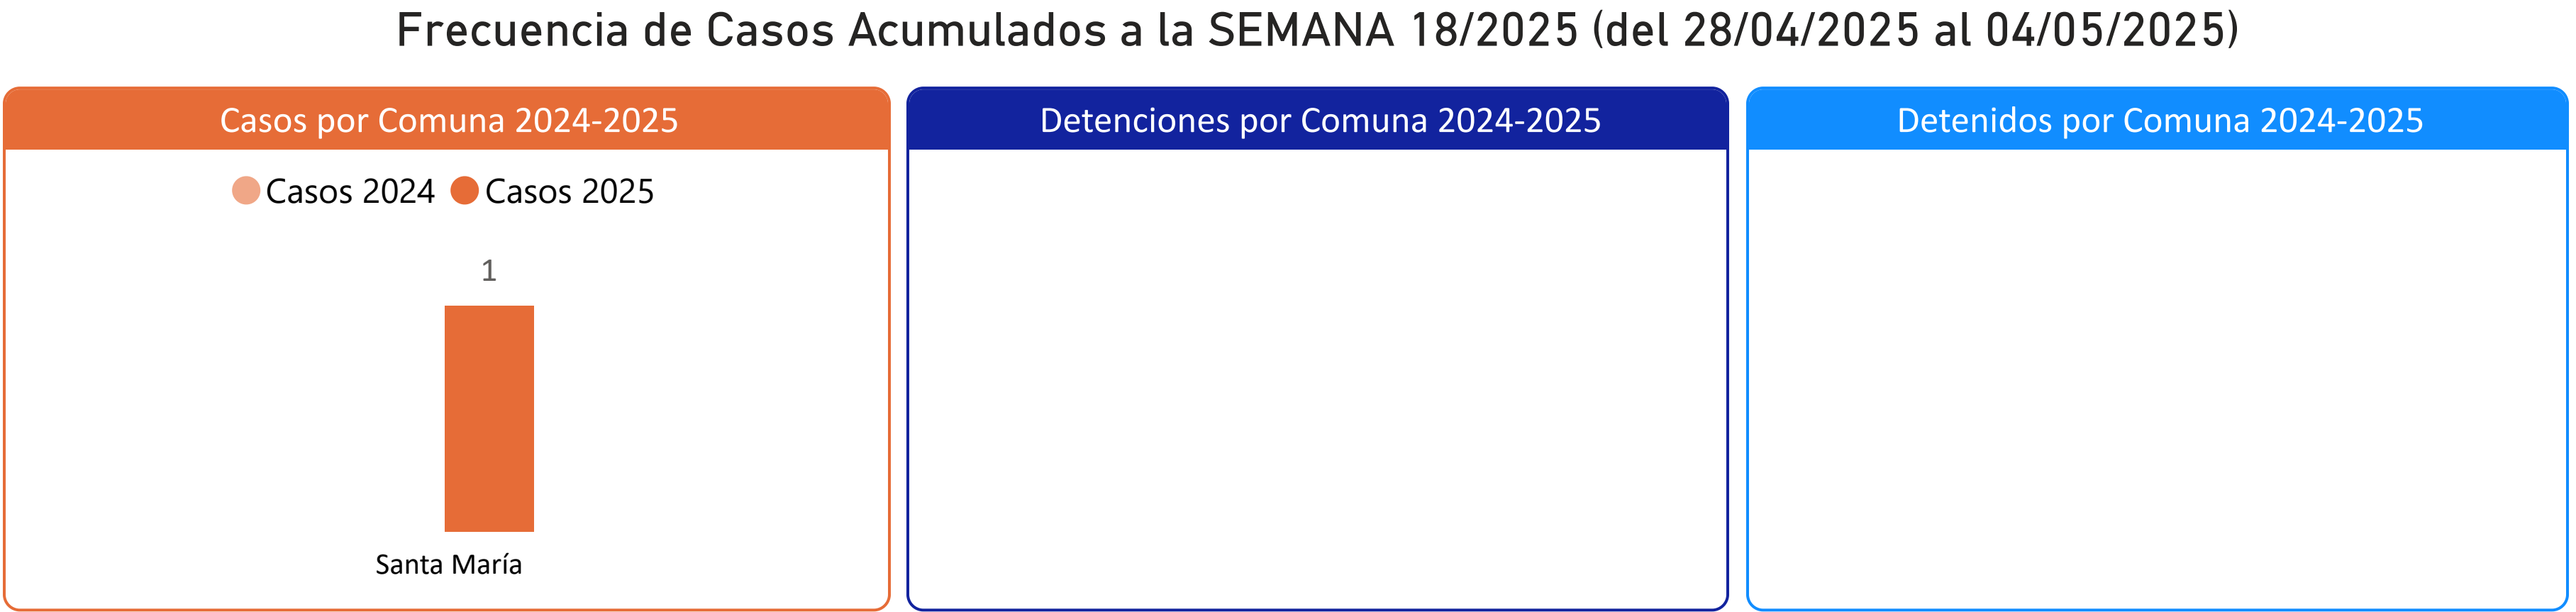 Frecuencia de Casos Acumulados a la SEMANA 18/2025 (del 28/04/2025 al 04/05/2025)
Casos por Comuna 2024-2025
Casos 2024 Casos 2025
1
Santa María
Detenciones por Comuna 2024-2025
Detenidos por Comuna 2024-2025